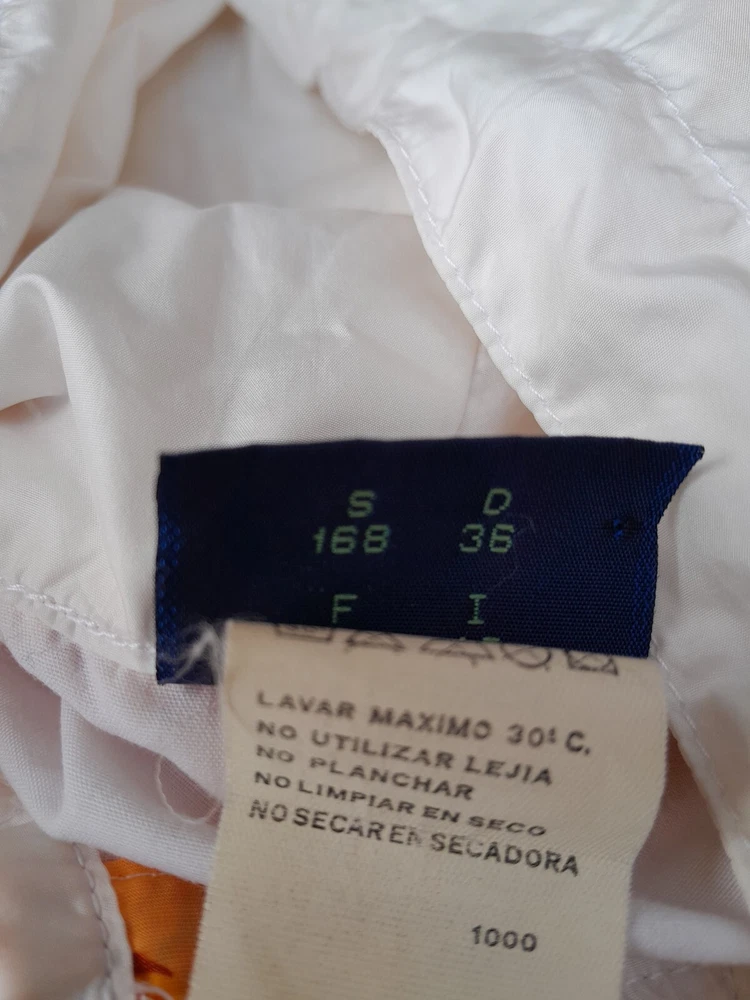 S D
168 36
F I
LAVAR MAXIMO 30º C.
NO UTILIZAR LEJIA
NO PLANCHAR
NO LIMPIAR EN SECO
NO SECAR EN SECADORA
1000